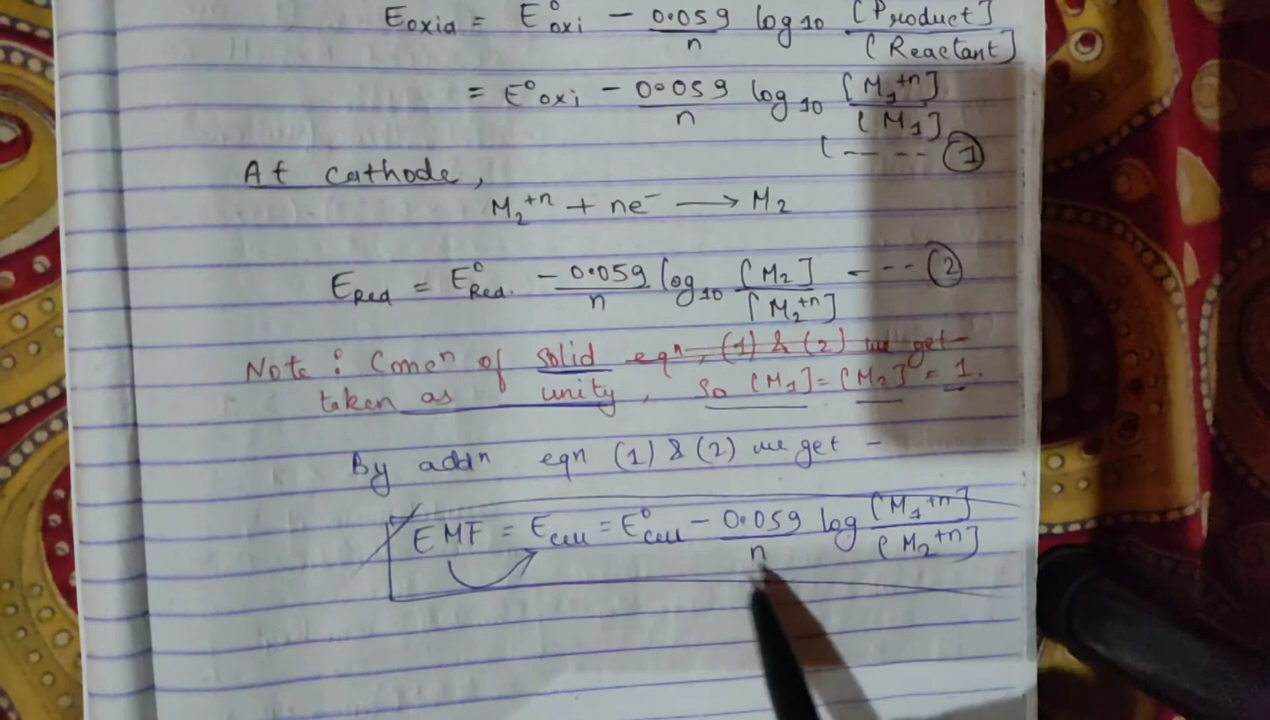 Eoxid = E°oxi − 0.059/n log10 [Product]/[Reactant]
= E°oxi − 0.059/n log10 [M1+n]/[M1]
(---- ①
At cathode,
M2+n + ne− → M2
ERed = E°Red. − 0.059/n log10 [M2]/[M2+n] --- ②
Note : Concn of solid eqn, (1) & (2) we get−
taken as unity, so [M1] = [M2] = 1.
By addn eqn (1) & (2) we get −
EMF = Ecell = E°cell − 0.059/n log [M1+n]/[M2+n]